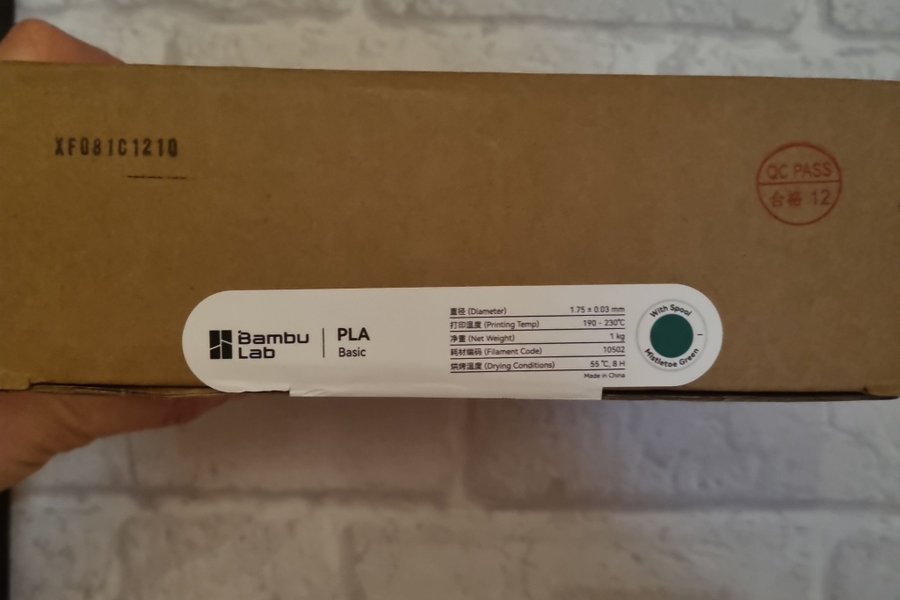 XF081C1210
QC PASS
合格 12
Bambu
Lab
PLA
Basic
直径 (Diameter) 1.75 ± 0.03 mm
打印温度 (Printing Temp) 190 - 230℃
净重 (Net Weight) 1 kg
耗材编码 (Filament Code) 10502
烘烤温度 (Drying Conditions) 55 ℃, 8 H
Made in China
With Spool
Mistletoe Green